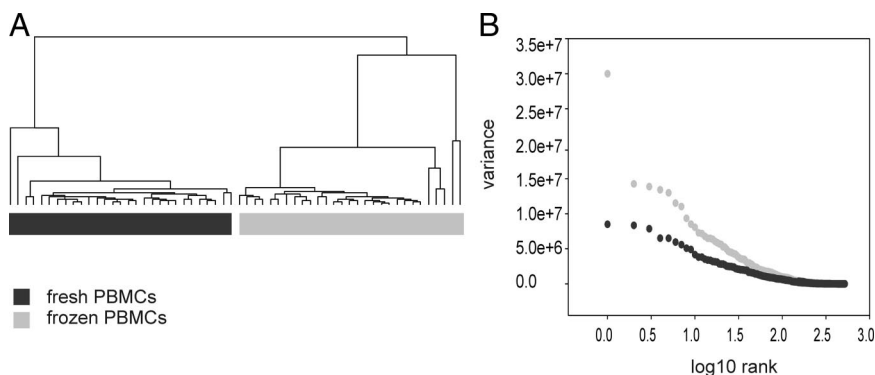 A
fresh PBMCs
frozen PBMCs
B
variance
3.5e+7
3.0e+7
2.5e+7
2.0e+7
1.5e+7
1.0e+7
5.0e+6
0.0
0.0 0.5 1.0 1.5 2.0 2.5 3.0
log10 rank